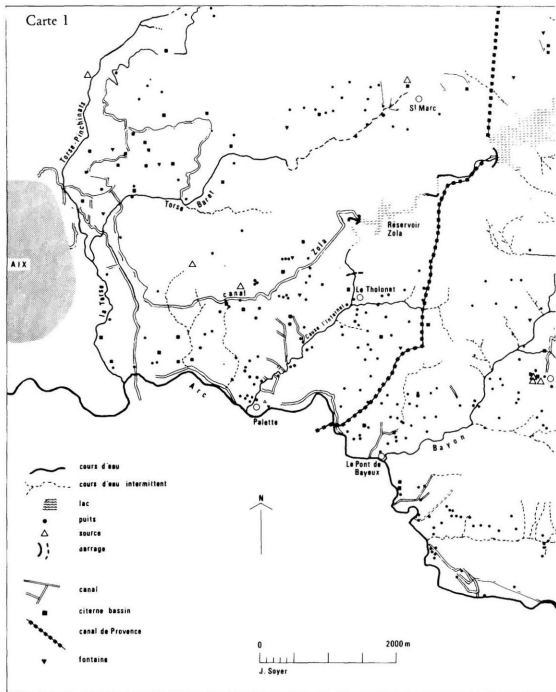 Carte 1
Torse Pinchinats
St Marc
Torse Baret
Réservoir
Zola
AIX
canal Zola
Le Tholonet
la Torse
Arc
Palette
Bayon
Le Pont de
Bayeux
cours d'eau
cours d'eau intermittent
lac
puits
source
barrage
canal
citerne bassin
canal de Provence
fontaine
N
0 2000 m
J. Soyer